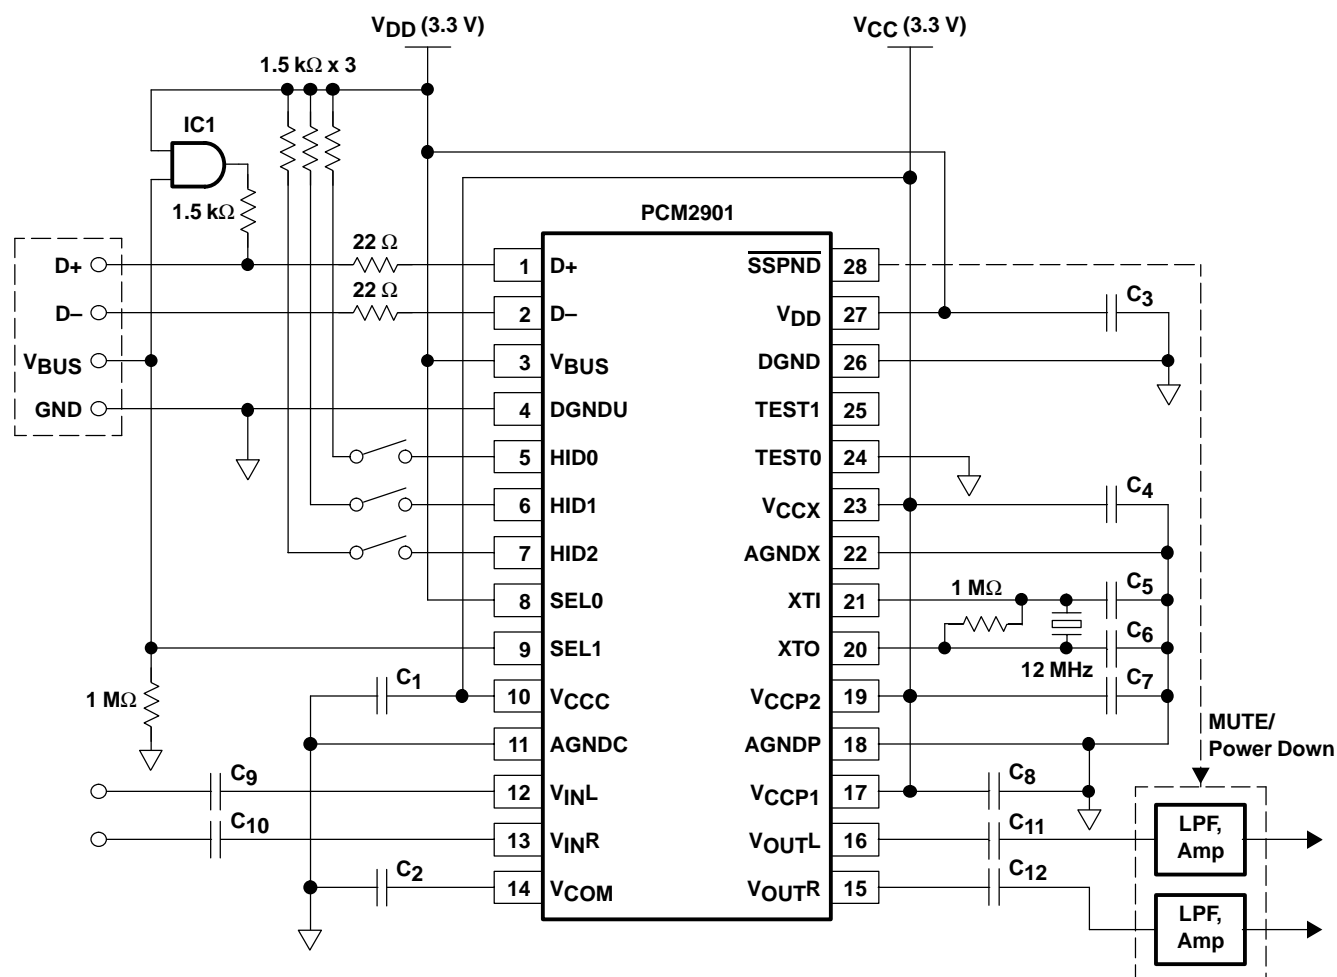 VDD (3.3 V)
VCC (3.3 V)
1.5 kΩ x 3
IC1
1.5 kΩ
PCM2901
22 Ω
22 Ω
D+
D–
VBUS
GND
1 D+
2 D–
3 VBUS
4 DGNDU
5 HID0
6 HID1
7 HID2
8 SEL0
9 SEL1
10 VCCC
11 AGNDC
12 VINL
13 VINR
14 VCOM
SSPND 28
VDD 27
DGND 26
TEST1 25
TEST0 24
VCCX 23
AGNDX 22
XTI 21
XTO 20
VCCP2 19
AGNDP 18
VCCP1 17
VOUTL 16
VOUTR 15
C3
C4
1 MΩ
C5
C6
12 MHz
C7
1 MΩ
C1
C9
C10
C2
C8
C11
C12
MUTE/
Power Down
LPF,
Amp
LPF,
Amp